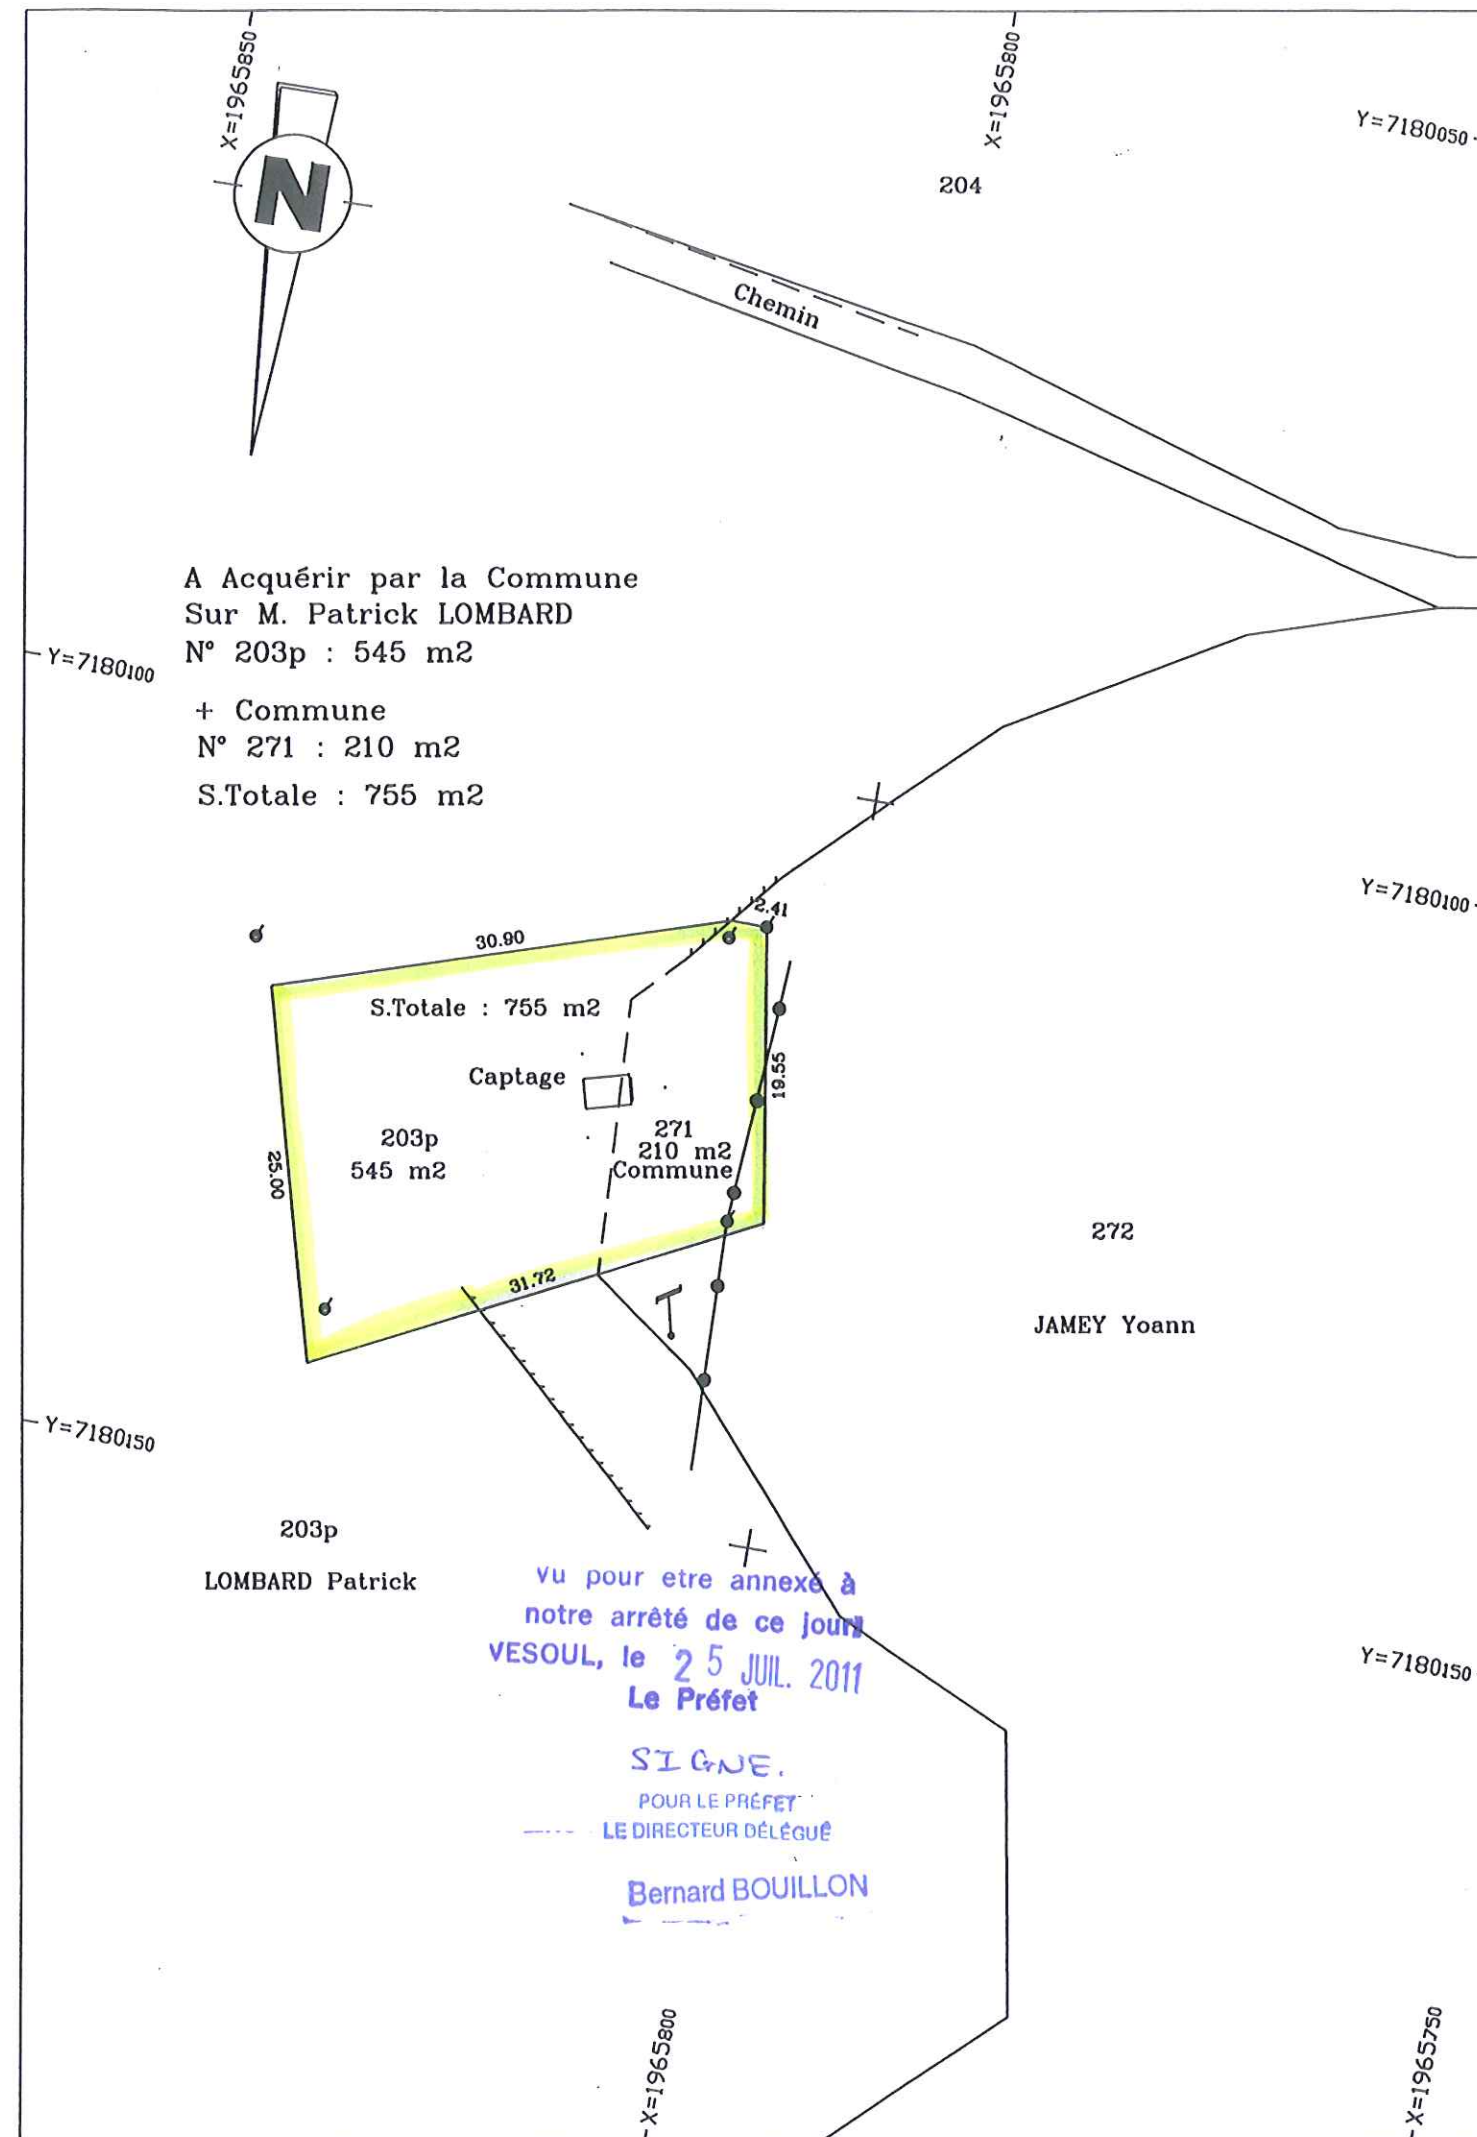 X=1965850
X=1965800
Y=7180050
N
204
Chemin
A Acquérir par la Commune
Sur M. Patrick LOMBARD
N° 203p : 545 m2
Y=7180100
+ Commune
N° 271 : 210 m2
S.Totale : 755 m2
Y=7180100
2.41
30.90
S.Totale : 755 m2
Captage
19.55
203p
545 m2
271
210 m2
Commune
25.00
272
31.72
JAMEY Yoann
Y=7180150
203p
LOMBARD Patrick
Vu pour etre annexé à
notre arrêté de ce jour
VESOUL, le 25 JUIL. 2011
Le Préfet
Y=7180150
SIGNE.
POUR LE PRÉFET
LE DIRECTEUR DÉLÉGUÉ
Bernard BOUILLON
X=1965800
X=1965750